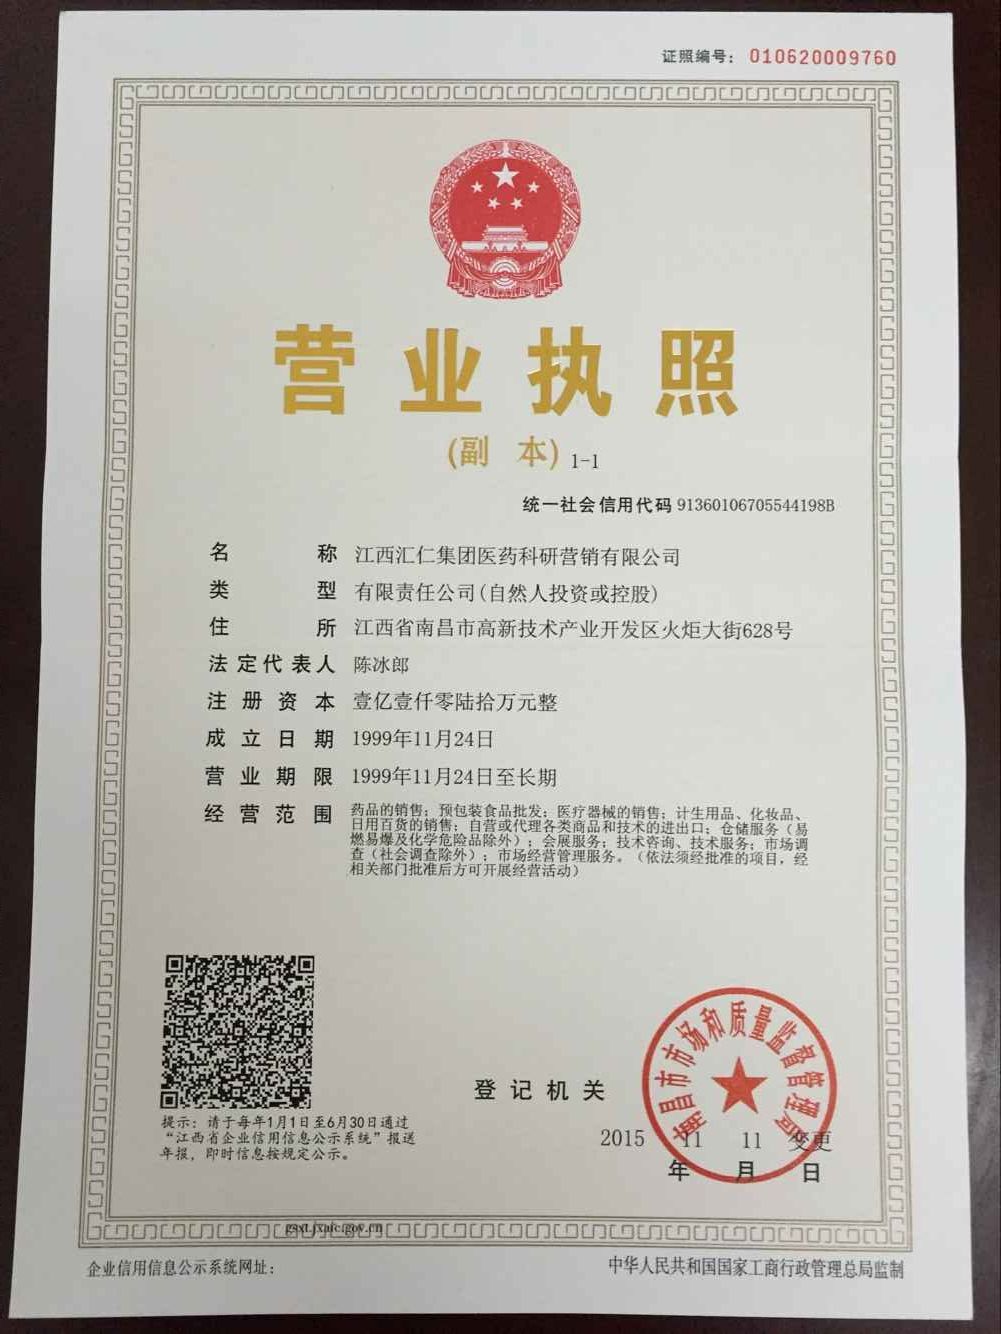 证照编号：010620009760
营业执照
(副 本) 1-1
统一社会信用代码 91360106705544198B
名 称 江西汇仁集团医药科研营销有限公司
类 型 有限责任公司(自然人投资或控股)
住 所 江西省南昌市高新技术产业开发区火炬大街628号
法定代表人 陈冰郎
注册资本 壹亿壹仟零陆拾万元整
成立日期 1999年11月24日
营业期限 1999年11月24日至长期
经营范围 药品的销售；预包装食品批发；医疗器械的销售；计生用品、化妆品、
日用百货的销售；自营或代理各类商品和技术的进出口；仓储服务（易
燃易爆及化学危险品除外）；会展服务；技术咨询、技术服务；市场调
查（社会调查除外）；市场经营管理服务。（依法须经批准的项目，经
相关部门批准后方可开展经营活动）
南昌市市场和质量监督管理局
登记机关
2015 11 11 变更
年 月 日
提示：请于每年1月1日至6月30日通过
“江西省企业信用信息公示系统”报送
年报，即时信息按规定公示。
gsxt.jxaic.gov.cn
企业信用信息公示系统网址：
中华人民共和国国家工商行政管理总局监制